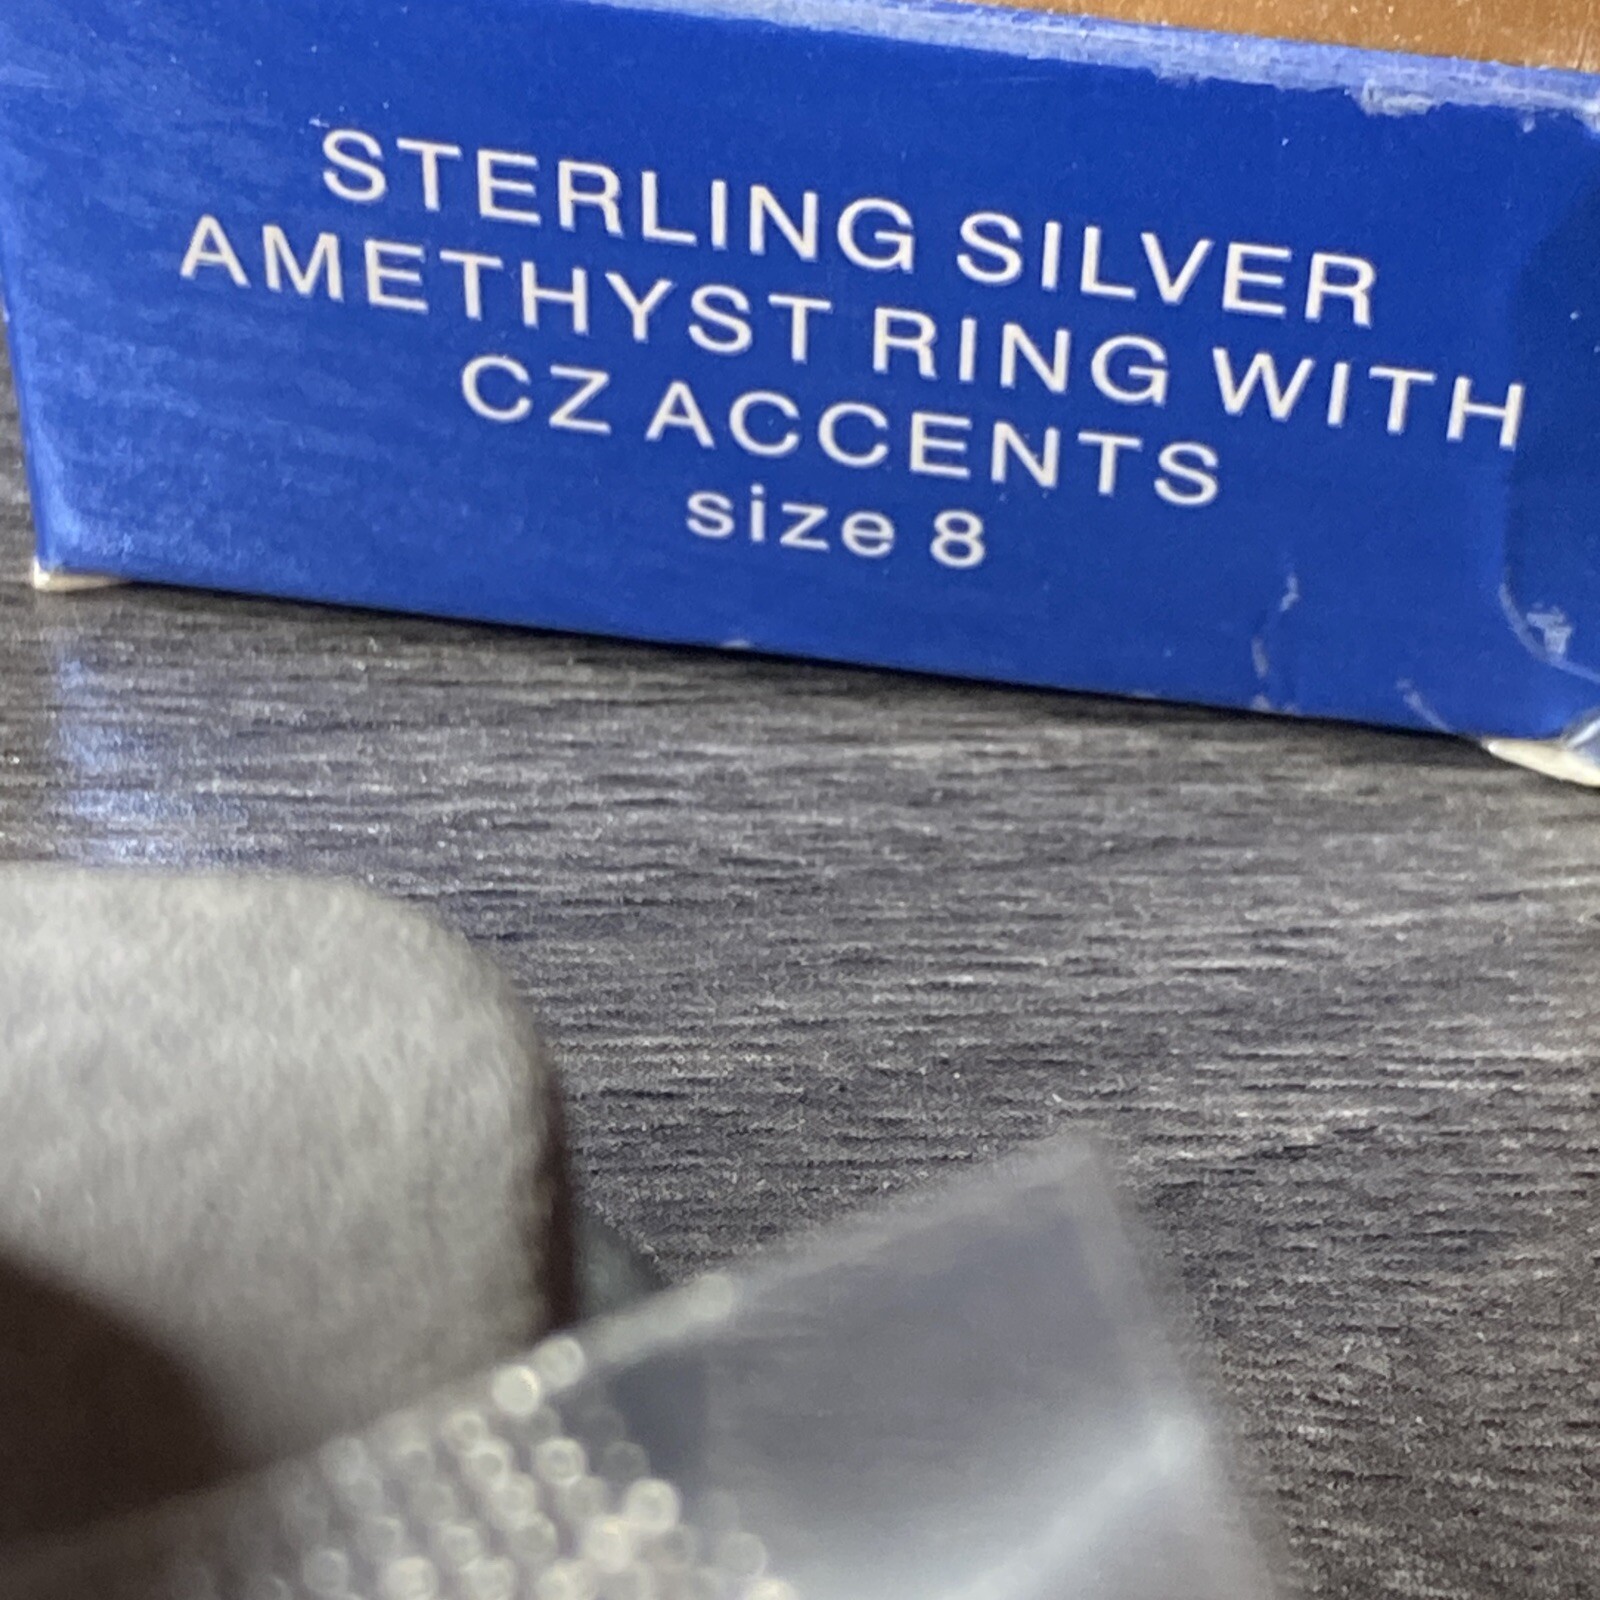 STERLING SILVER
AMETHYST RING WITH
CZ ACCENTS
size 8